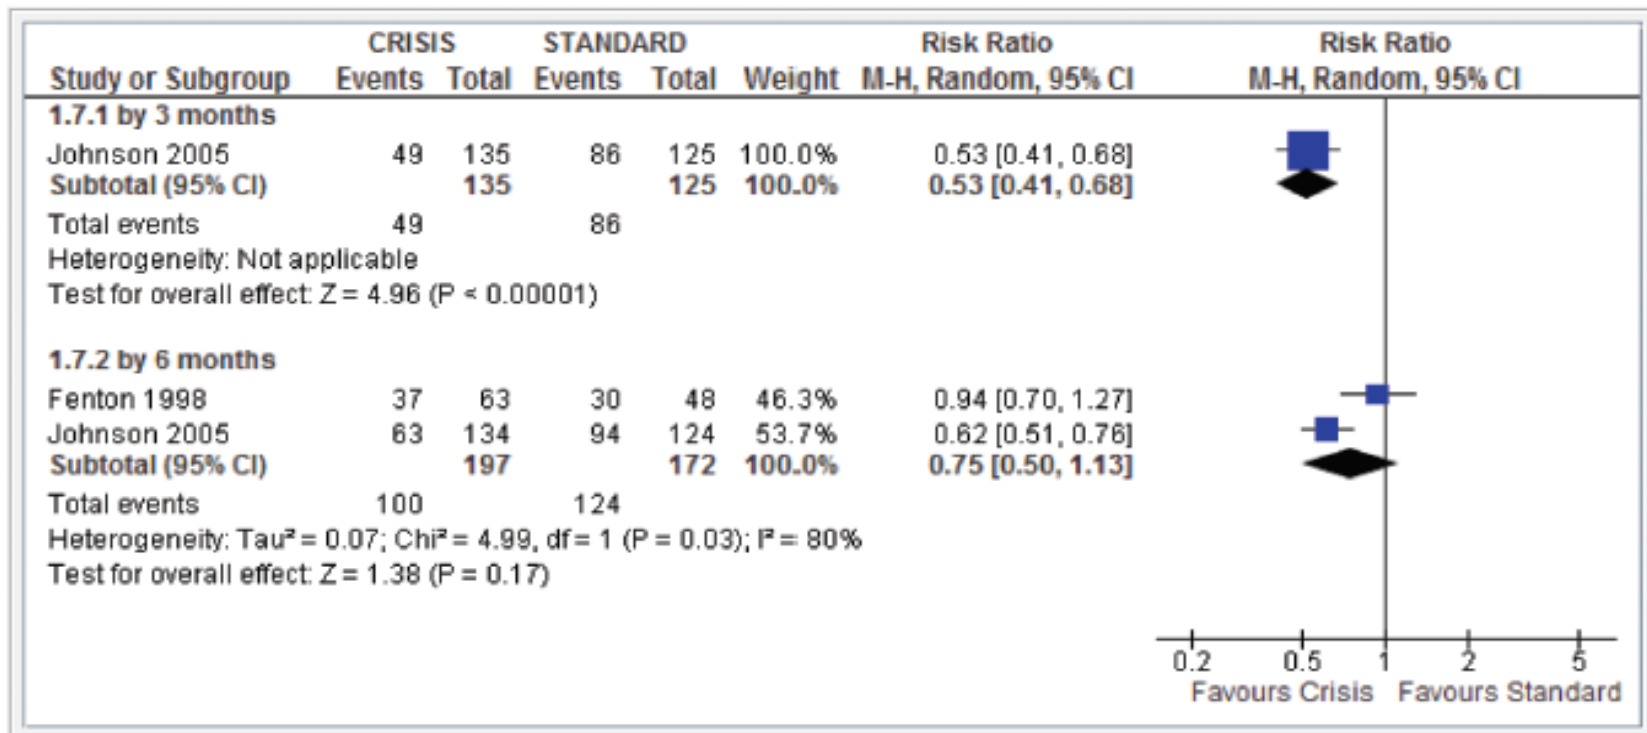 CRISIS STANDARD Risk Ratio Risk Ratio
Study or Subgroup Events Total Events Total Weight M-H, Random, 95% CI M-H, Random, 95% CI
1.7.1 by 3 months
Johnson 2005 49 135 86 125 100.0% 0.53 [0.41, 0.68]
Subtotal (95% CI) 135 125 100.0% 0.53 [0.41, 0.68]
Total events 49 86
Heterogeneity: Not applicable
Test for overall effect: Z = 4.96 (P < 0.00001)
1.7.2 by 6 months
Fenton 1998 37 63 30 48 46.3% 0.94 [0.70, 1.27]
Johnson 2005 63 134 94 124 53.7% 0.62 [0.51, 0.76]
Subtotal (95% CI) 197 172 100.0% 0.75 [0.50, 1.13]
Total events 100 124
Heterogeneity: Tau² = 0.07; Chi² = 4.99, df = 1 (P = 0.03); I² = 80%
Test for overall effect: Z = 1.38 (P = 0.17)
0.2 0.5 1 2 5
Favours Crisis Favours Standard